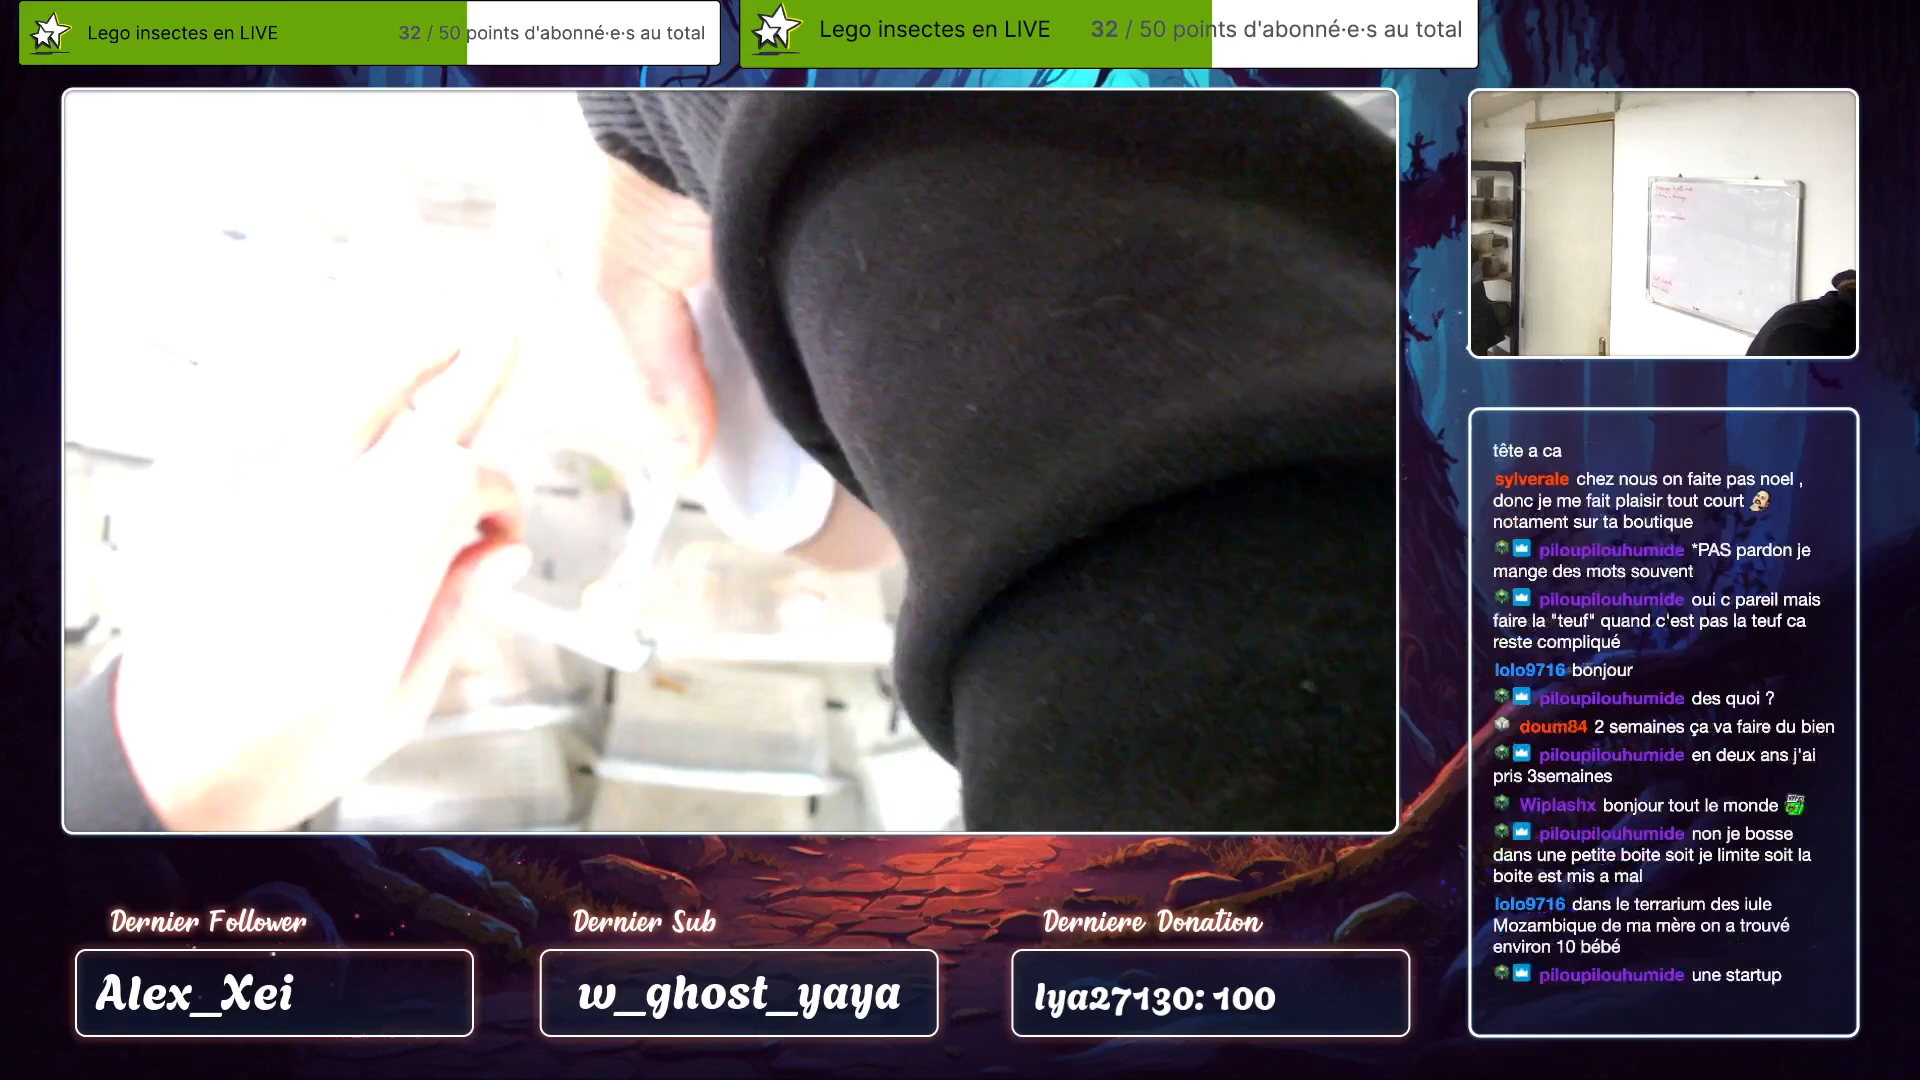 Lego insectes en LIVE 32 / 50 points d'abonné·e·s au total
Lego insectes en LIVE 32 / 50 points d'abonné·e·s au total
tête a ca
sylverale chez nous on faite pas noel ,
donc je me fait plaisir tout court
notament sur ta boutique
piloupilouhumide *PAS pardon je
mange des mots souvent
piloupilouhumide oui c pareil mais
faire la "teuf" quand c'est pas la teuf ca
reste compliqué
lolo9716 bonjour
piloupilouhumide des quoi ?
doum84 2 semaines ça va faire du bien
piloupilouhumide en deux ans j'ai
pris 3semaines
Wiplashx bonjour tout le monde
piloupilouhumide non je bosse
dans une petite boite soit je limite soit la
boite est mis a mal
lolo9716 dans le terrarium des iule
Mozambique de ma mère on a trouvé
environ 10 bébé
piloupilouhumide une startup
Dernier Follower
Alex_Xei
Dernier Sub
w_ghost_yaya
Derniere Donation
lya27130: 100